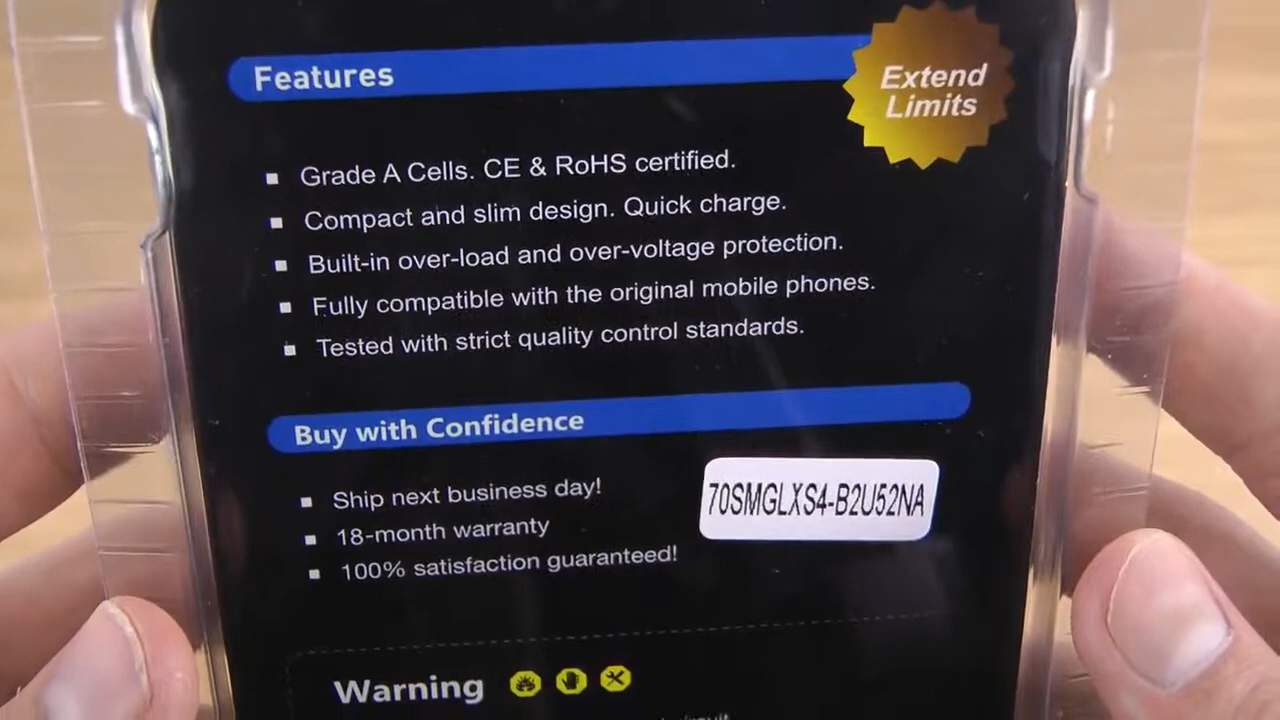 Features
Extend
Limits
Grade A Cells. CE & RoHS certified.
Compact and slim design. Quick charge.
Built-in over-load and over-voltage protection.
Fully compatible with the original mobile phones.
Tested with strict quality control standards.
Buy with Confidence
Ship next business day!
18-month warranty
100% satisfaction guaranteed!
70SMGLXS4-B2U52NA
Warning